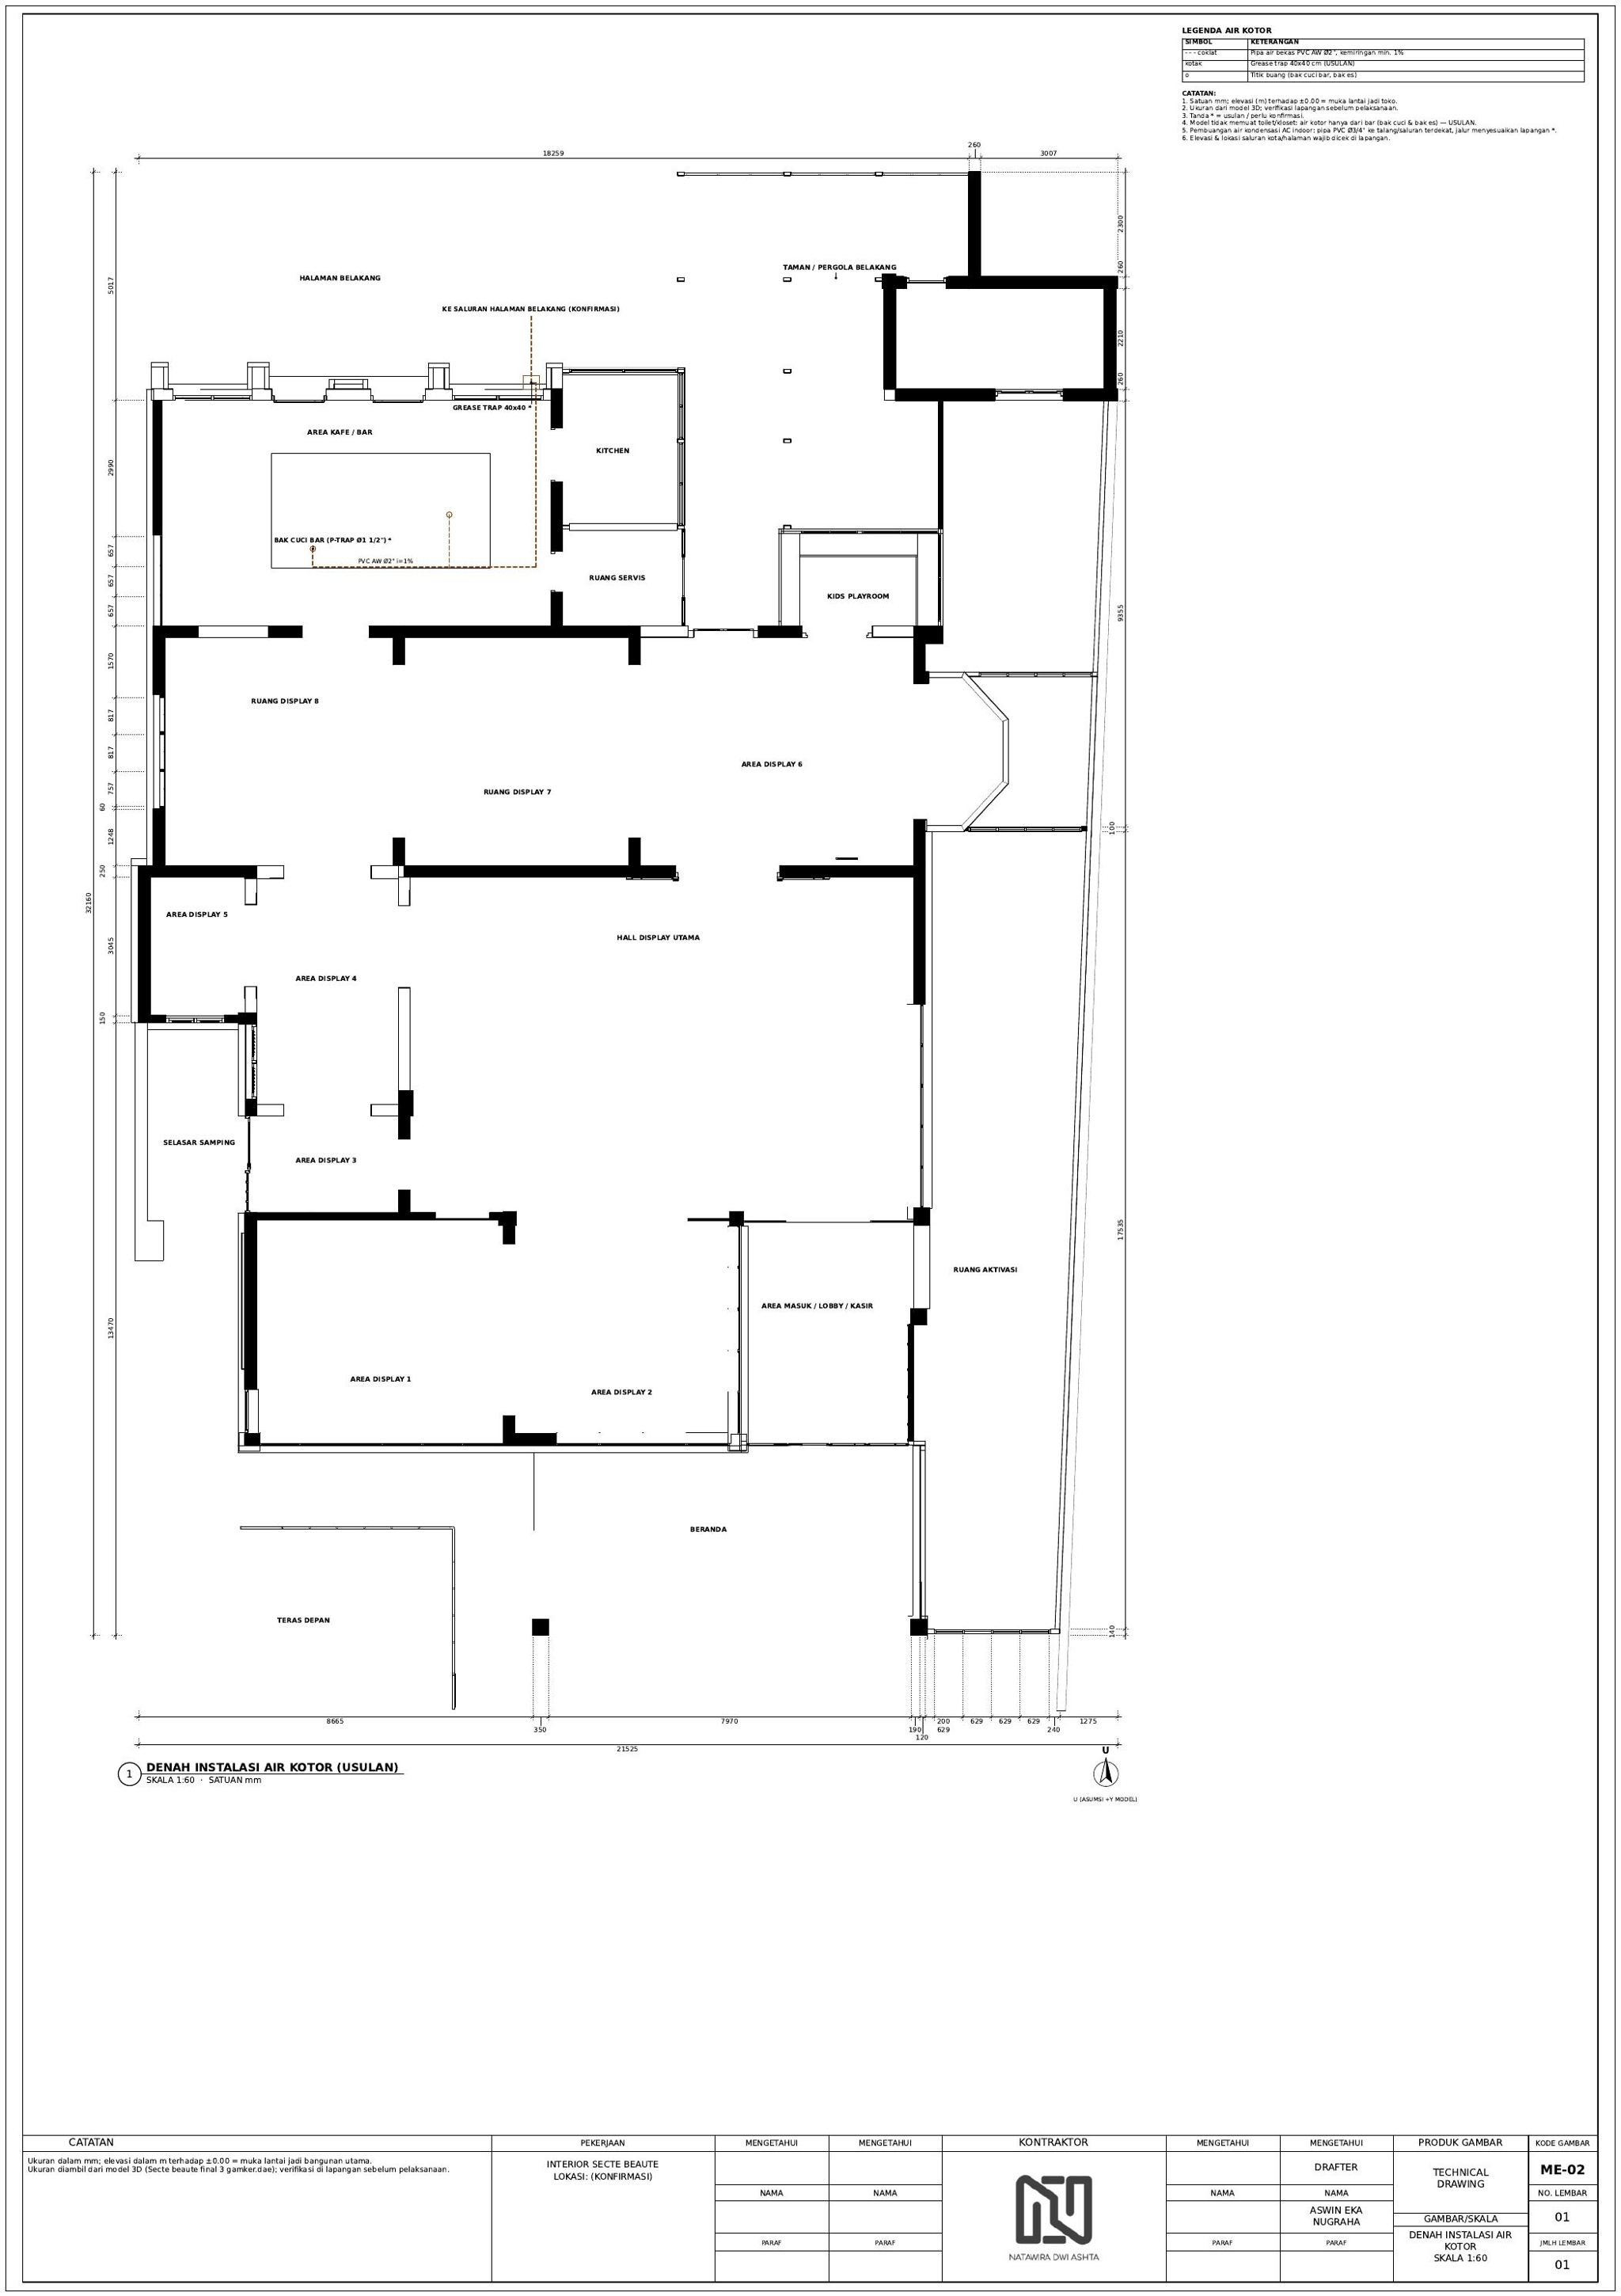 LEGENDA AIR KOTOR
SIMBOL KETERANGAN
- - - coklat Pipa air bekas PVC AW Ø2", kemiringan min. 1%
kotak Grease trap 40x40 cm (USULAN)
o Titik buang (bak cuci bar, bak es)
CATATAN:
1. Satuan mm; elevasi (m) terhadap ±0.00 = muka lantai jadi toko.
2. Ukuran dari model 3D; verifikasi lapangan sebelum pelaksanaan.
3. Tanda * = usulan / perlu konfirmasi.
4. Model tidak memuat toilet/kloset: air kotor hanya dari bar (bak cuci & bak es) — USULAN.
5. Pembuangan air kondensasi AC indoor: pipa PVC Ø3/4" ke talang/saluran terdekat, jalur menyesuaikan lapangan *.
6. Elevasi & lokasi saluran kota/halaman wajib dicek di lapangan.
18259
260
3007
5017
2990
657
657
657
1570
817
817
757
60
1248
250
3045
150
13470
32160
2300
260
2210
260
9355
100
17535
140
HALAMAN BELAKANG
TAMAN / PERGOLA BELAKANG
KE SALURAN HALAMAN BELAKANG (KONFIRMASI)
GREASE TRAP 40x40 *
AREA KAFE / BAR
KITCHEN
BAK CUCI BAR (P-TRAP Ø1 1/2") *
PVC AW Ø2" i=1%
RUANG SERVIS
KIDS PLAYROOM
RUANG DISPLAY 8
AREA DISPLAY 6
RUANG DISPLAY 7
AREA DISPLAY 5
HALL DISPLAY UTAMA
AREA DISPLAY 4
SELASAR SAMPING
AREA DISPLAY 3
RUANG AKTIVASI
AREA MASUK / LOBBY / KASIR
AREA DISPLAY 1
AREA DISPLAY 2
BERANDA
TERAS DEPAN
8665
350
7970
190
120
200
629
629
629
629
240
1275
21525
1 DENAH INSTALASI AIR KOTOR (USULAN)
SKALA 1:60 · SATUAN mm
U
U (ASUMSI +Y MODEL)
CATATAN
Ukuran dalam mm; elevasi dalam m terhadap ±0.00 = muka lantai jadi bangunan utama.
Ukuran diambil dari model 3D (Secte beaute final 3 gamker.dae); verifikasi di lapangan sebelum pelaksanaan.
PEKERJAAN
INTERIOR SECTE BEAUTE
LOKASI: (KONFIRMASI)
MENGETAHUI MENGETAHUI
NAMA NAMA
PARAF PARAF
KONTRAKTOR
NATAWIRA DWI ASHTA
MENGETAHUI MENGETAHUI
DRAFTER
NAMA NAMA
ASWIN EKA
NUGRAHA
PARAF PARAF
PRODUK GAMBAR
TECHNICAL
DRAWING
GAMBAR/SKALA
DENAH INSTALASI AIR
KOTOR
SKALA 1:60
KODE GAMBAR
ME-02
NO. LEMBAR
01
JMLH LEMBAR
01